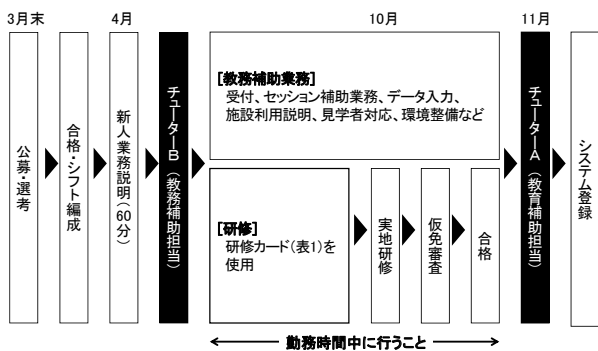 3月末
4月
10月
11月
公募・選考
合格・シフト編成
新人業務説明(60分)
チューターB(教務補助担当)
[教務補助業務]
受付、セッション補助業務、データ入力、
施設利用説明、見学者対応、環境整備など
[研修]
研修カード(表1)を
使用
実地研修
仮免審査
合格
チューターA(教育補助担当)
システム登録
勤務時間中に行うこと